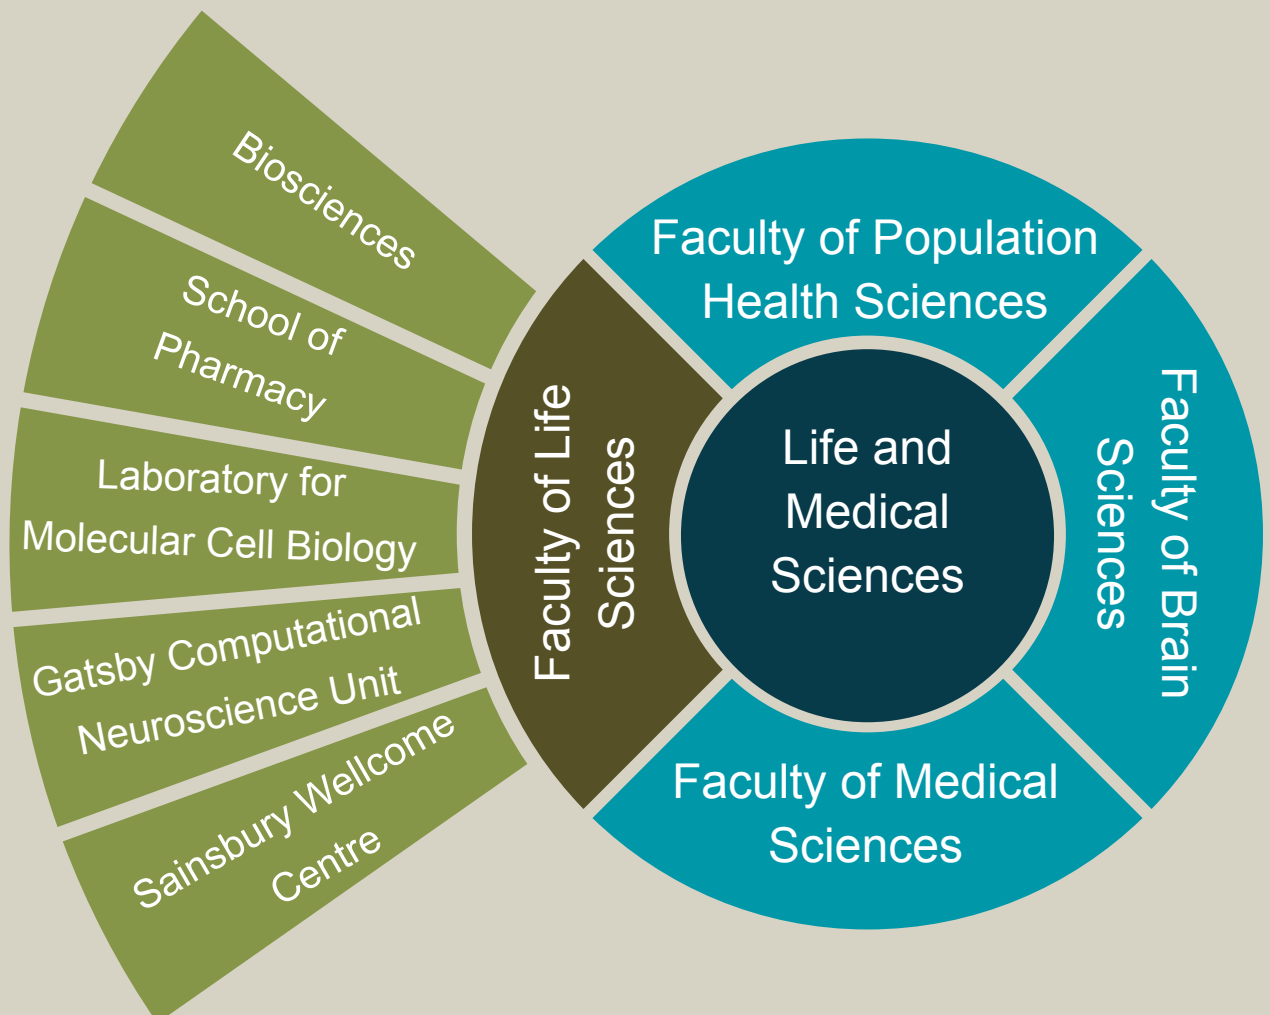 Biosciences
School of
Pharmacy
Laboratory for
Molecular Cell Biology
Gatsby Computational
Neuroscience Unit
Sainsbury Wellcome
Centre
Faculty of Life
Sciences
Faculty of Population
Health Sciences
Life and
Medical
Sciences
Faculty of Brain
Sciences
Faculty of Medical
Sciences